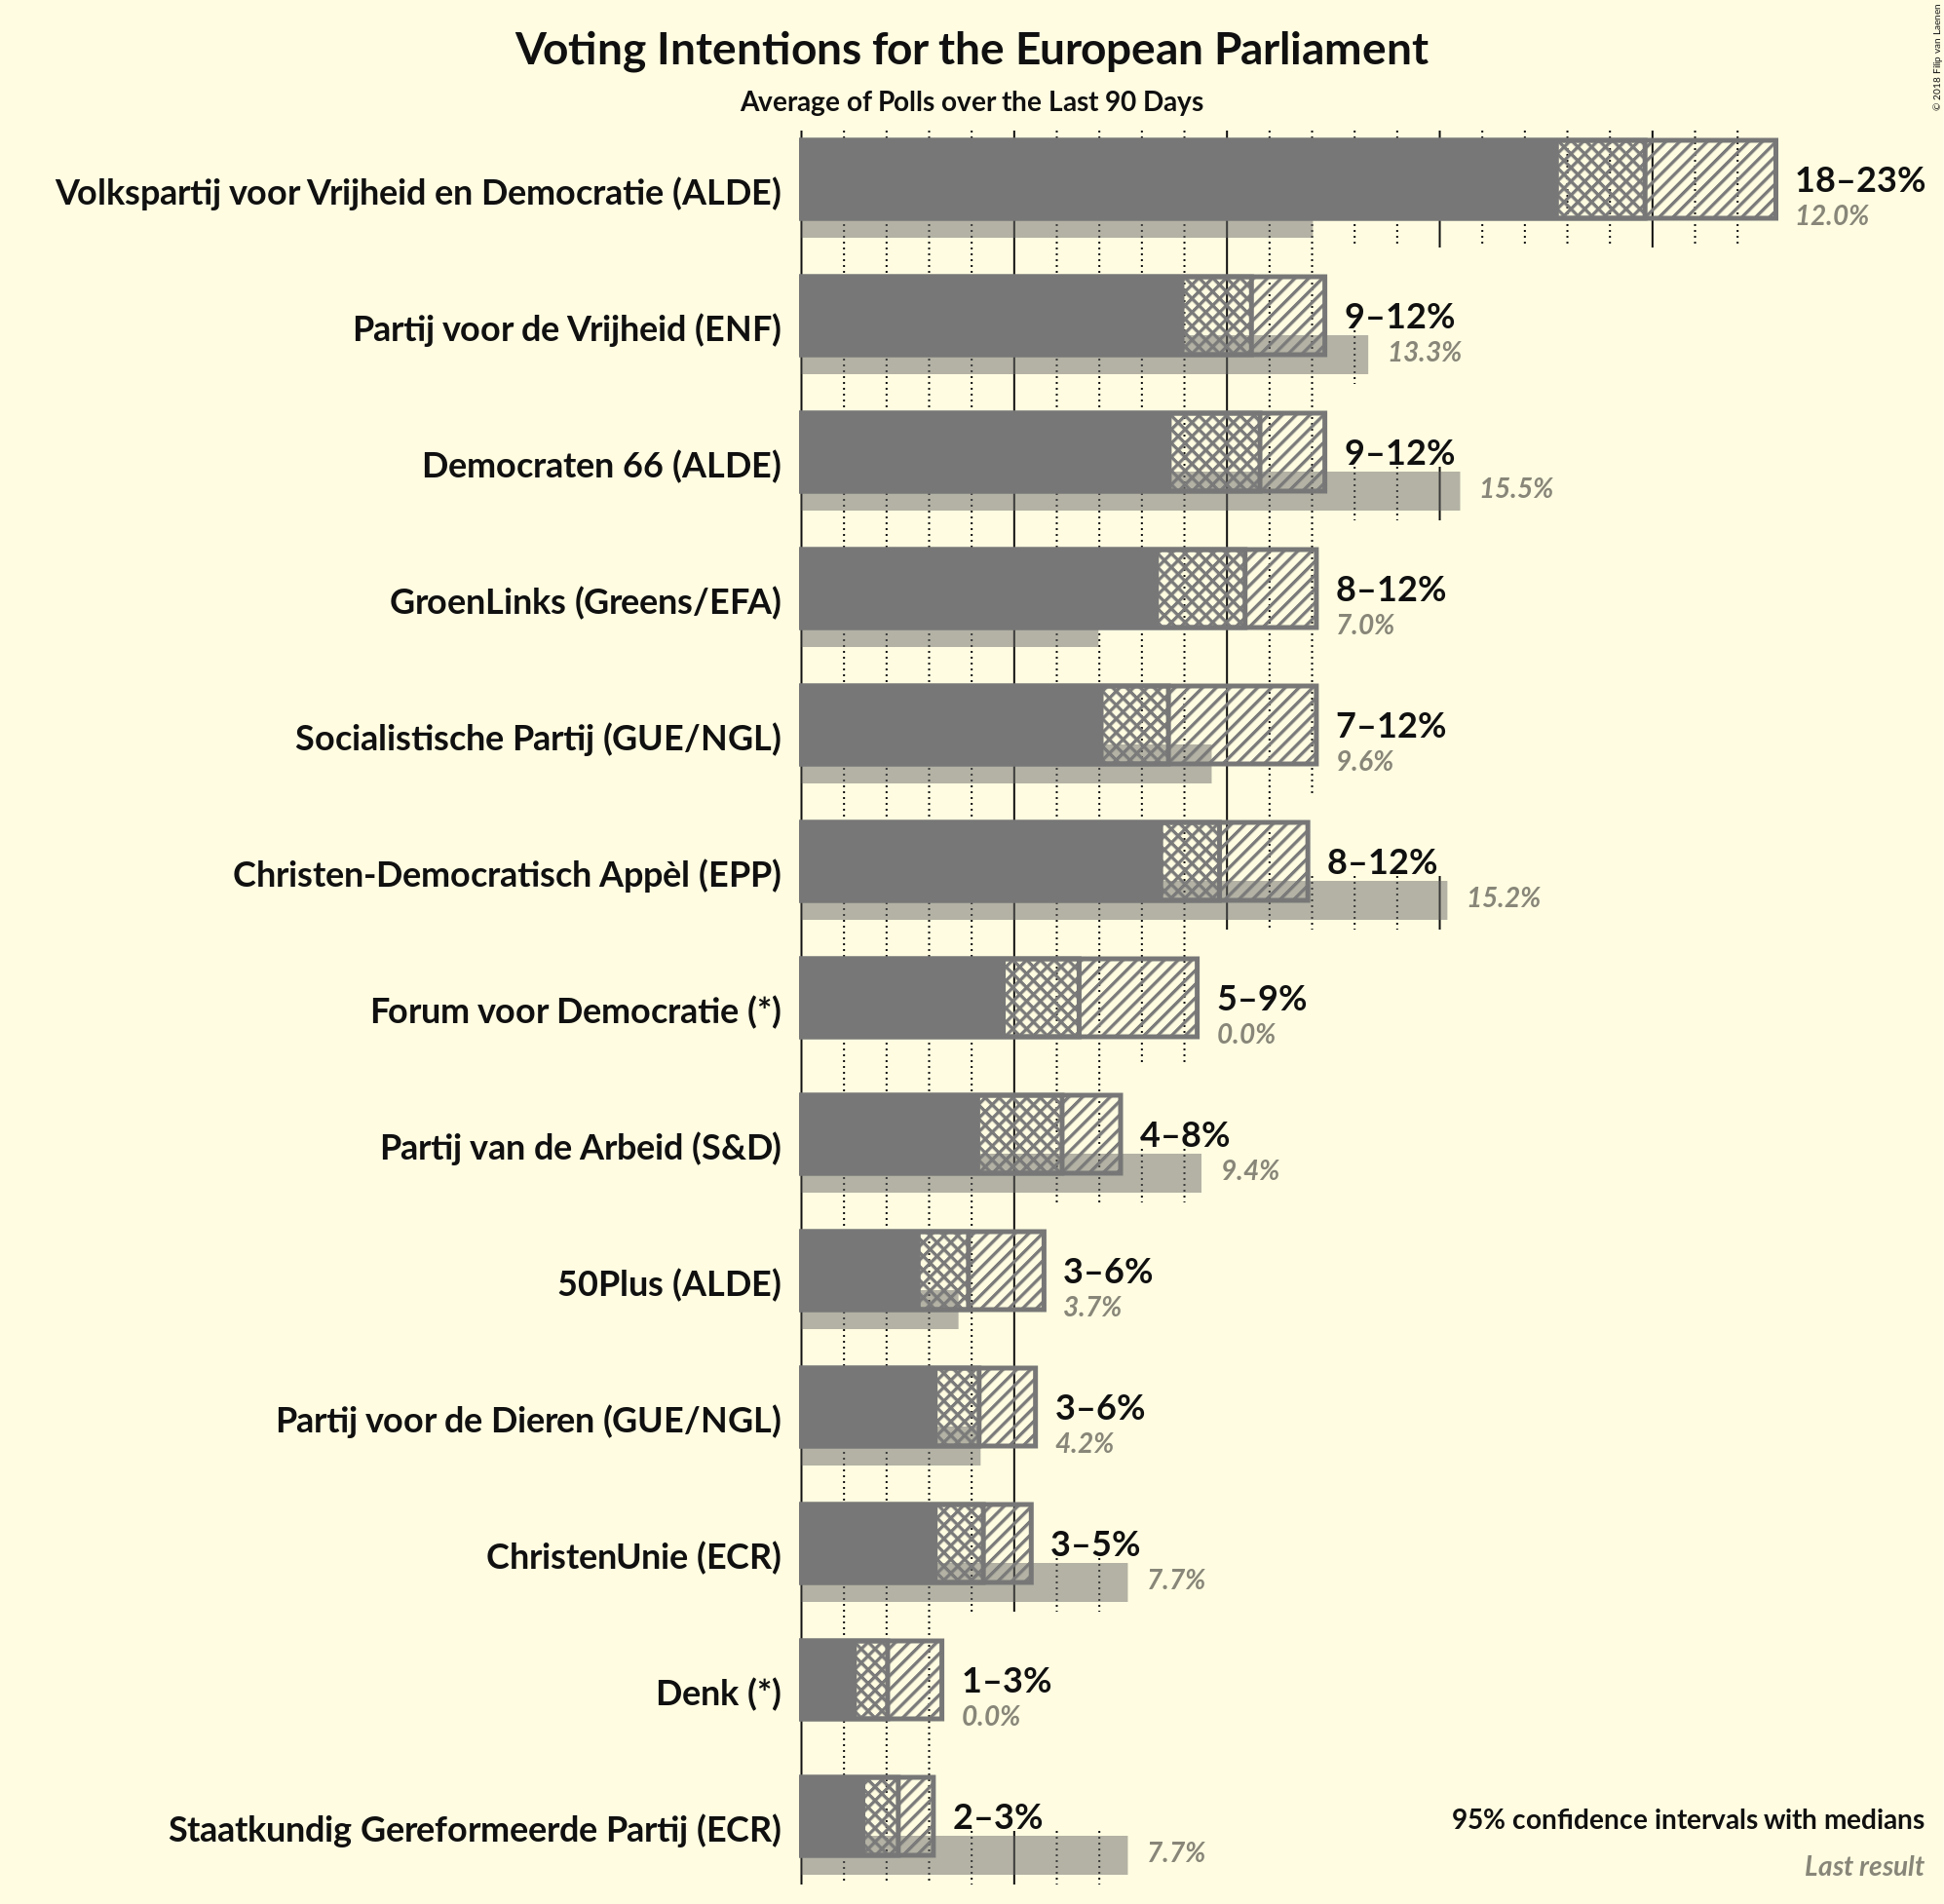 Voting Intentions for the European Parliament
Average of Polls over the Last 90 Days
© 2018 Filip van Laenen
Volkspartij voor Vrijheid en Democratie (ALDE)
18–23%
12.0%
Partij voor de Vrijheid (ENF)
9–12%
13.3%
Democraten 66 (ALDE)
9–12%
15.5%
GroenLinks (Greens/EFA)
8–12%
7.0%
Socialistische Partij (GUE/NGL)
7–12%
9.6%
Christen-Democratisch Appèl (EPP)
8–12%
15.2%
Forum voor Democratie (*)
5–9%
0.0%
Partij van de Arbeid (S&D)
4–8%
9.4%
50Plus (ALDE)
3–6%
3.7%
Partij voor de Dieren (GUE/NGL)
3–6%
4.2%
ChristenUnie (ECR)
3–5%
7.7%
Denk (*)
1–3%
0.0%
Staatkundig Gereformeerde Partij (ECR)
2–3%
7.7%
95% confidence intervals with medians
Last result